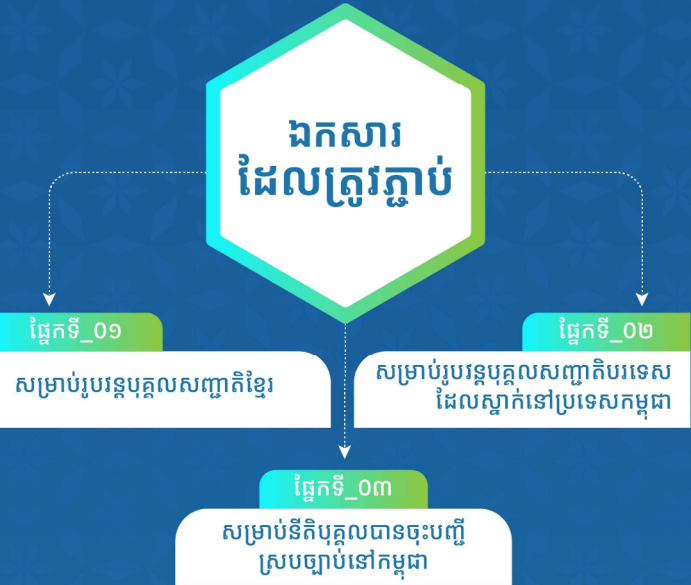 ឯកសារ
ដែលត្រូវភ្ជាប់
ផ្នែកទី_០១
សម្រាប់រូបវន្តបុគ្គលសញ្ជាតិខ្មែរ
ផ្នែកទី_០២
សម្រាប់រូបវន្តបុគ្គលសញ្ជាតិបរទេស
ដែលស្នាក់នៅប្រទេសកម្ពុជា
ផ្នែកទី_០៣
សម្រាប់នីតិបុគ្គលបានចុះបញ្ជី
ស្របច្បាប់នៅកម្ពុជា